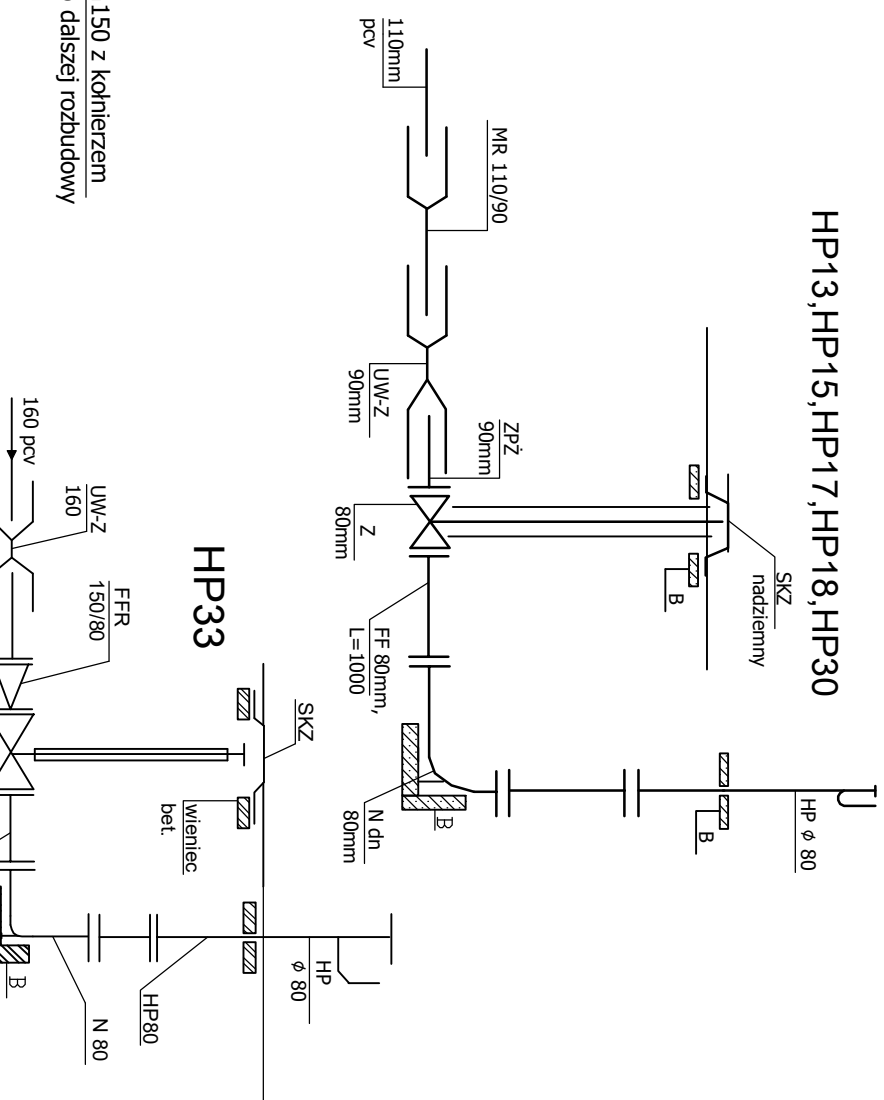 HP13,HP15,HP17,HP18,HP30
110mm
pcv
MR 110/90
UW-Z
90mm
ZPŻ
90mm
Z
80mm
SKZ
nadziemny
B
FF 80mm,
L=1000
N dn
80mm
B
B
HP ϕ 80
150 z kołnierzem
dalszej rozbudowy
HP33
160 pcv
UW-Z
160
FFR
150/80
SKZ
wieniec
bet.
HP
ϕ 80
HP80
N 80
B